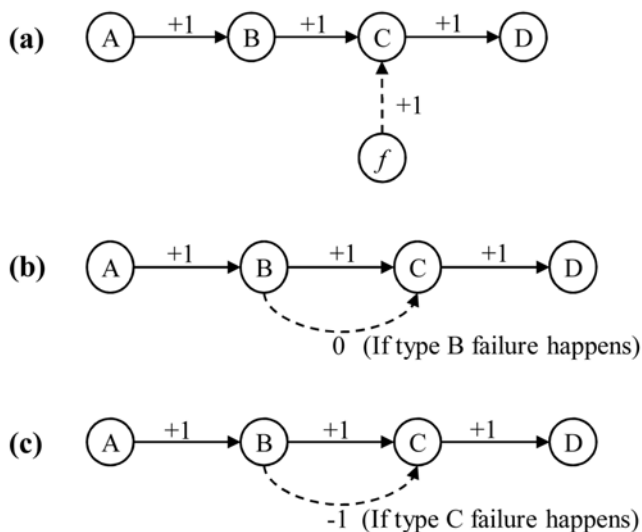 (a) A +1 B +1 C +1 D
+1
f
(b) A +1 B +1 C +1 D
0 (If type B failure happens)
(c) A +1 B +1 C +1 D
-1 (If type C failure happens)